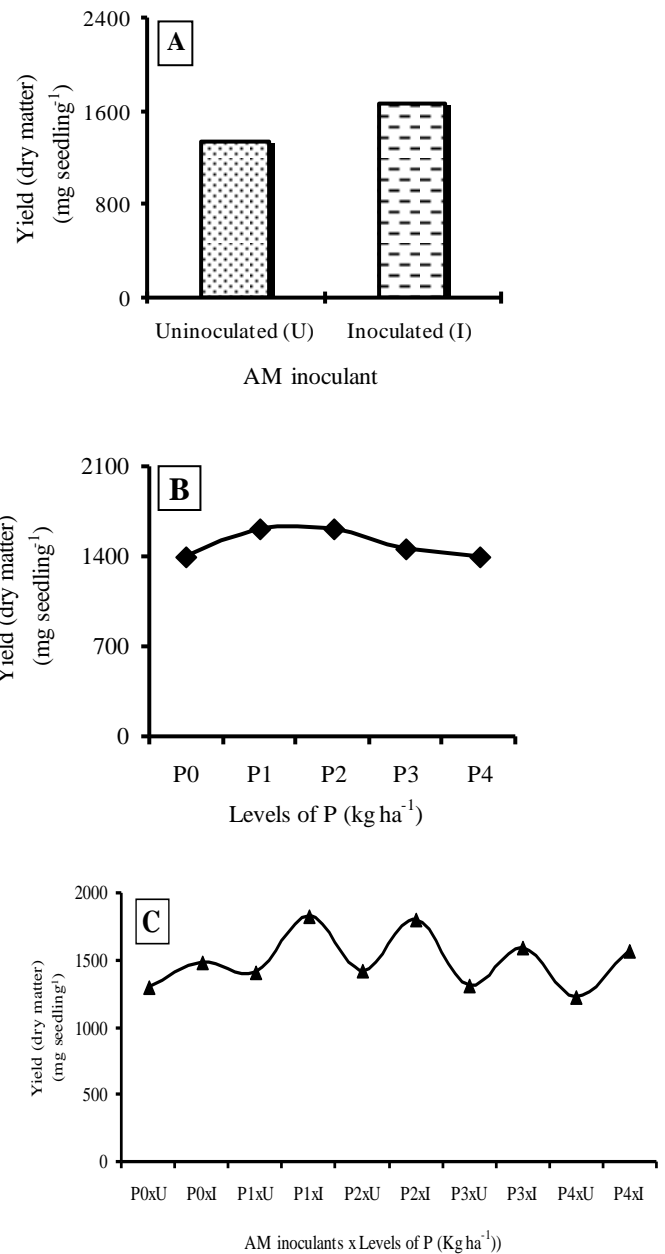 A
2400
1600
800
0
Yield (dry matter)
(mg seedling⁻¹)
Uninoculated (U) Inoculated (I)
AM inoculant
B
2100
1400
700
0
Yield (dry matter)
(mg seedling⁻¹)
P0 P1 P2 P3 P4
Levels of P (kg ha⁻¹)
C
2000
1500
1000
500
0
Yield (dry matter)
(mg seedling¹)
P0xU P0xI P1xU P1xI P2xU P2xI P3xU P3xI P4xU P4xI
AM inoculants x Levels of P (Kg ha⁻¹))